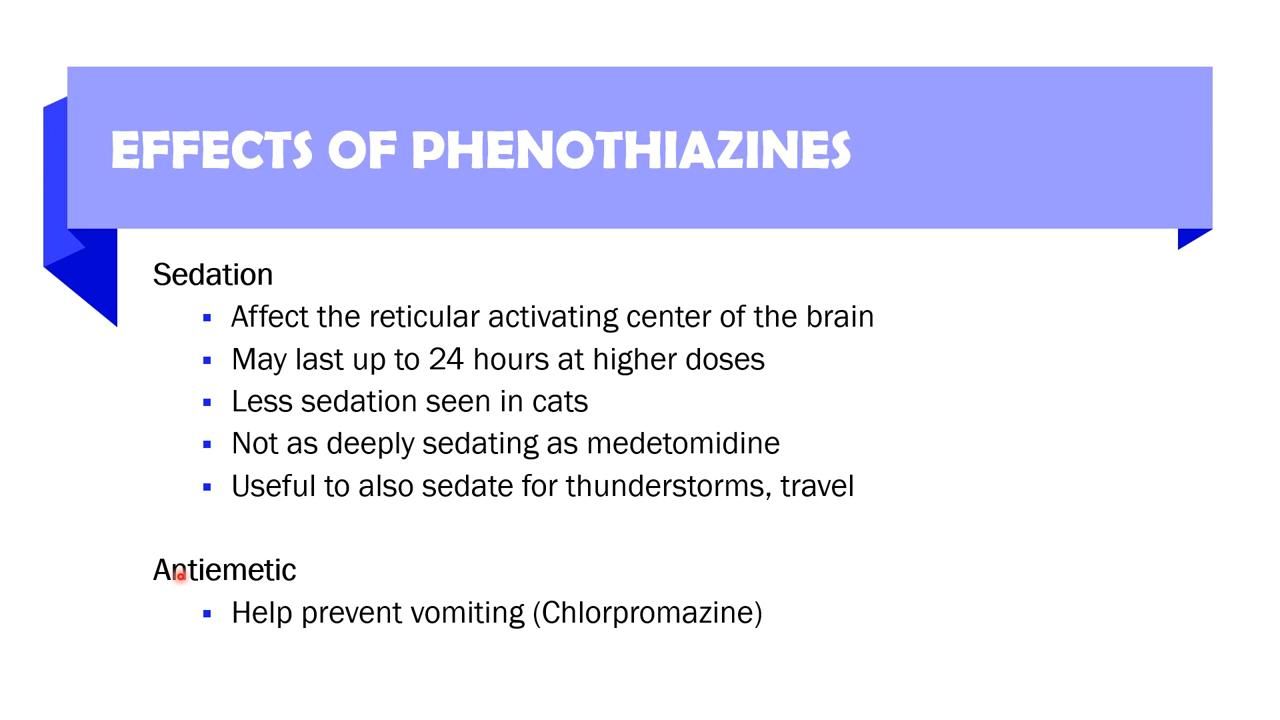 EFFECTS OF PHENOTHIAZINES
Sedation
▪ Affect the reticular activating center of the brain
▪ May last up to 24 hours at higher doses
▪ Less sedation seen in cats
▪ Not as deeply sedating as medetomidine
▪ Useful to also sedate for thunderstorms, travel
Antiemetic
▪ Help prevent vomiting (Chlorpromazine)